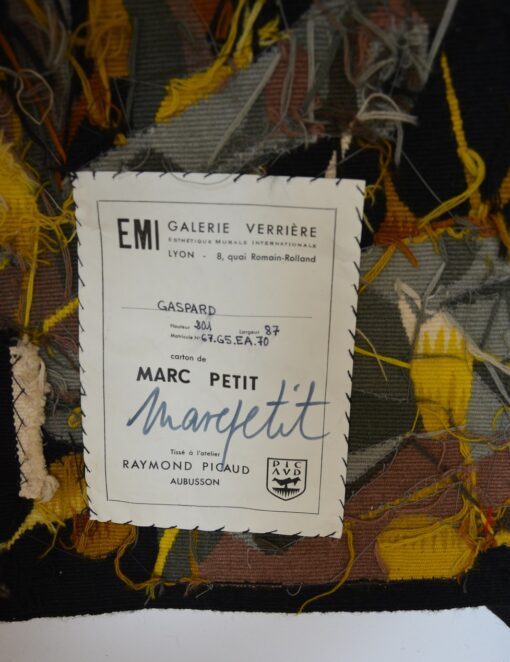 EMI GALERIE VERRIÈRE
ESTHÉTIQUE MURALE INTERNATIONALE
LYON - 8, quai Romain-Rolland
GASPARD
Hauteur 201 Largeur 87
Matricule N° 67.G5.EA.70
carton de
MARC PETIT
Marc petit
Tissé à l'atelier
RAYMOND PICAUD
AUBUSSON
PIC
AVD